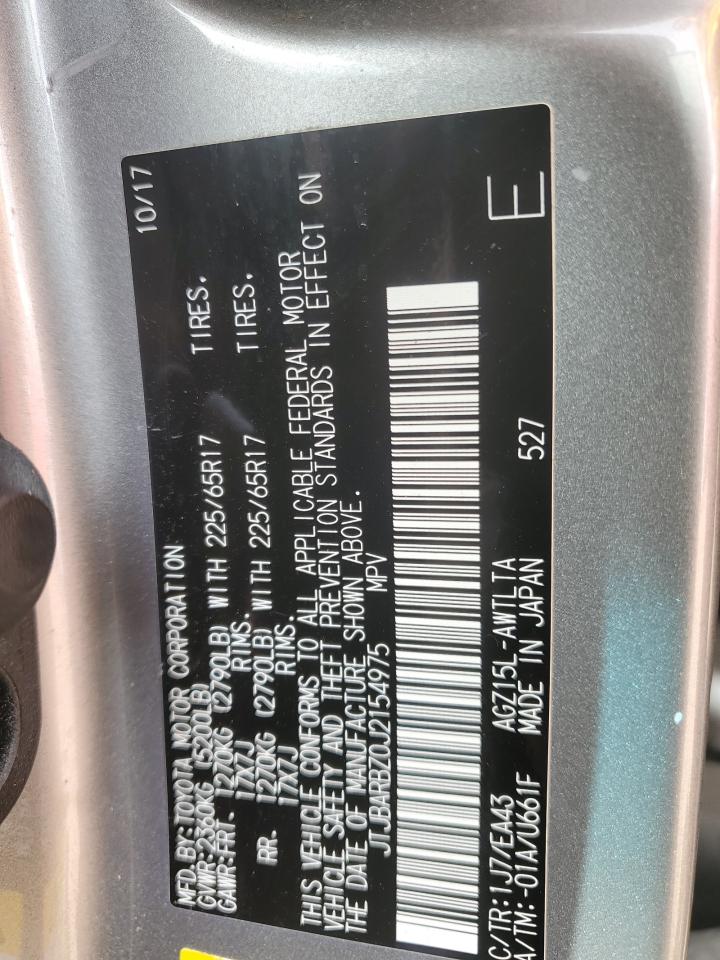 10/17
MFD. BY:TOYOTA MOTOR CORPORATION
GVWR:2360KG (5200LB)
GAWR:FRT. 1270KG (2790LB) WITH 225/65R17 TIRES.
17X7J RIMS.
RR. 1270KG (2790LB) WITH 225/65R17 TIRES.
17X7J RIMS.
THIS VEHICLE CONFORMS TO ALL APPLICABLE FEDERAL MOTOR
VEHICLE SAFETY AND THEFT PREVENTION STANDARDS IN EFFECT ON
THE DATE OF MANUFACTURE SHOWN ABOVE.
JTJBARBZ0J2154975 MPV
C/TR:1J7/EA43 AGZ15L-AWTLTA
A/TM:-01A/U661F MADE IN JAPAN 527 E